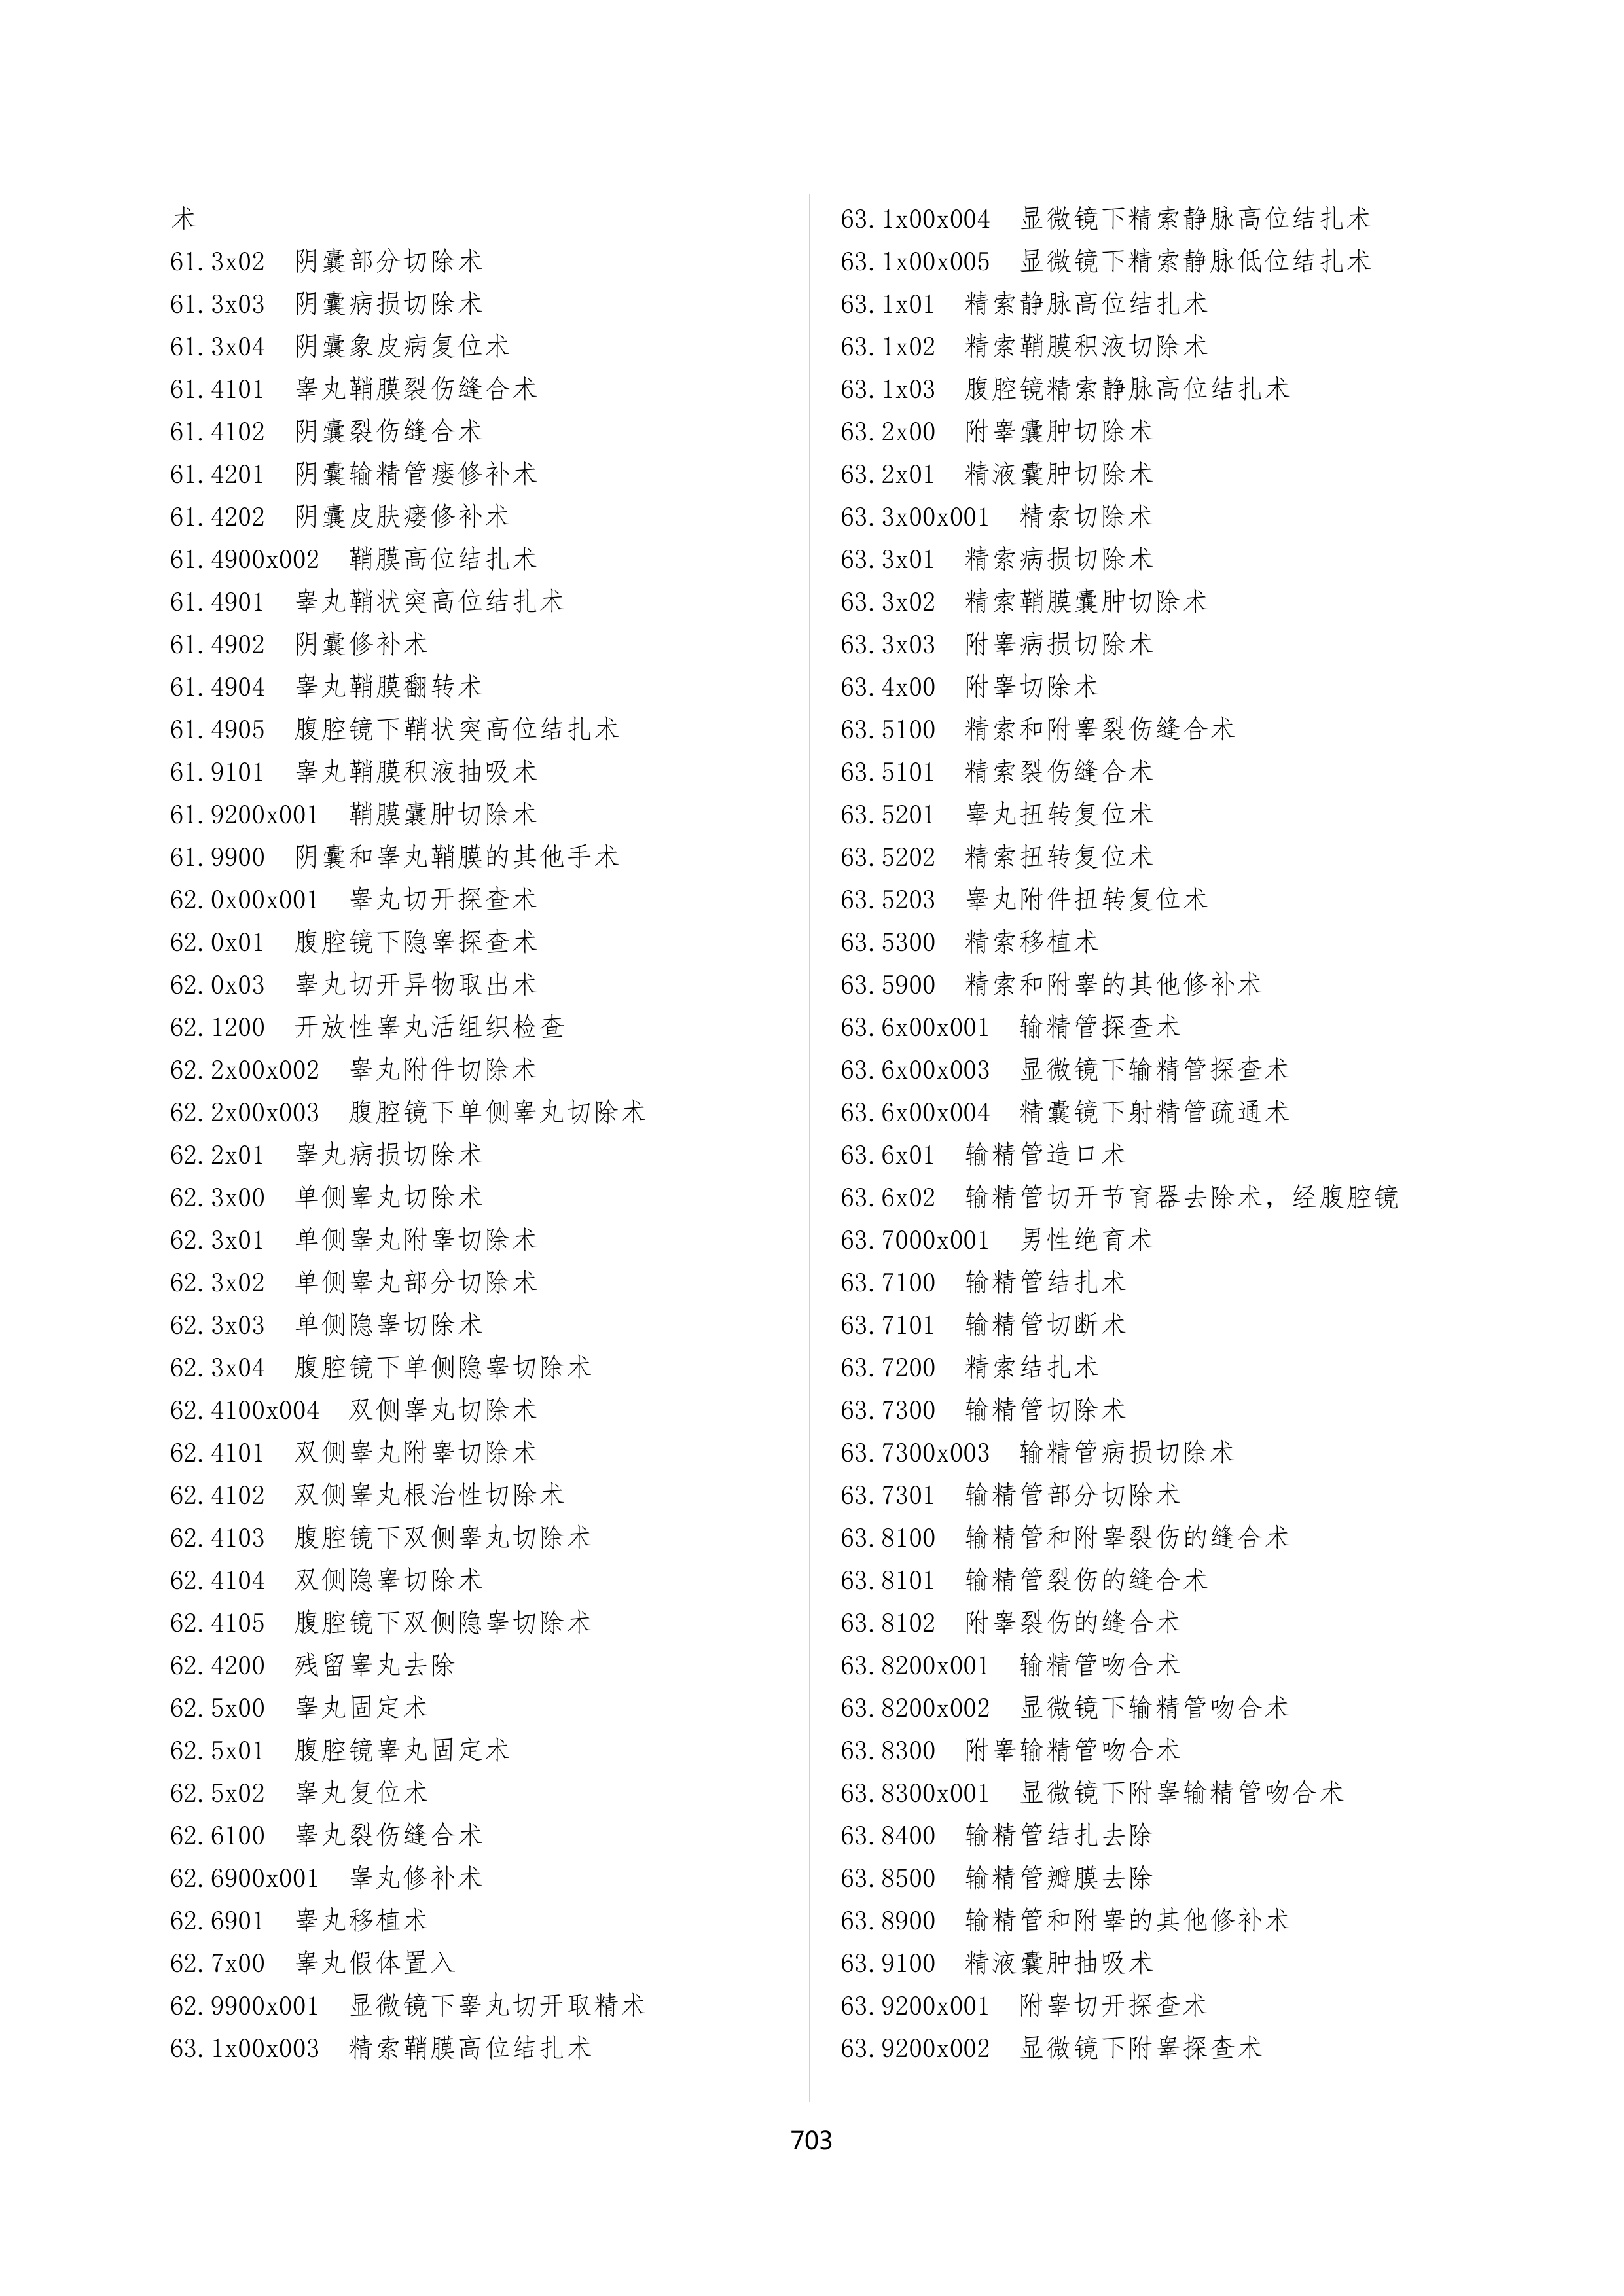 术
61.3x02 阴囊部分切除术
61.3x03 阴囊病损切除术
61.3x04 阴囊象皮病复位术
61.4101 睾丸鞘膜裂伤缝合术
61.4102 阴囊裂伤缝合术
61.4201 阴囊输精管瘘修补术
61.4202 阴囊皮肤瘘修补术
61.4900x002 鞘膜高位结扎术
61.4901 睾丸鞘状突高位结扎术
61.4902 阴囊修补术
61.4904 睾丸鞘膜翻转术
61.4905 腹腔镜下鞘状突高位结扎术
61.9101 睾丸鞘膜积液抽吸术
61.9200x001 鞘膜囊肿切除术
61.9900 阴囊和睾丸鞘膜的其他手术
62.0x00x001 睾丸切开探查术
62.0x01 腹腔镜下隐睾探查术
62.0x03 睾丸切开异物取出术
62.1200 开放性睾丸活组织检查
62.2x00x002 睾丸附件切除术
62.2x00x003 腹腔镜下单侧睾丸切除术
62.2x01 睾丸病损切除术
62.3x00 单侧睾丸切除术
62.3x01 单侧睾丸附睾切除术
62.3x02 单侧睾丸部分切除术
62.3x03 单侧隐睾切除术
62.3x04 腹腔镜下单侧隐睾切除术
62.4100x004 双侧睾丸切除术
62.4101 双侧睾丸附睾切除术
62.4102 双侧睾丸根治性切除术
62.4103 腹腔镜下双侧睾丸切除术
62.4104 双侧隐睾切除术
62.4105 腹腔镜下双侧隐睾切除术
62.4200 残留睾丸去除
62.5x00 睾丸固定术
62.5x01 腹腔镜睾丸固定术
62.5x02 睾丸复位术
62.6100 睾丸裂伤缝合术
62.6900x001 睾丸修补术
62.6901 睾丸移植术
62.7x00 睾丸假体置入
62.9900x001 显微镜下睾丸切开取精术
63.1x00x003 精索鞘膜高位结扎术
63.1x00x004 显微镜下精索静脉高位结扎术
63.1x00x005 显微镜下精索静脉低位结扎术
63.1x01 精索静脉高位结扎术
63.1x02 精索鞘膜积液切除术
63.1x03 腹腔镜精索静脉高位结扎术
63.2x00 附睾囊肿切除术
63.2x01 精液囊肿切除术
63.3x00x001 精索切除术
63.3x01 精索病损切除术
63.3x02 精索鞘膜囊肿切除术
63.3x03 附睾病损切除术
63.4x00 附睾切除术
63.5100 精索和附睾裂伤缝合术
63.5101 精索裂伤缝合术
63.5201 睾丸扭转复位术
63.5202 精索扭转复位术
63.5203 睾丸附件扭转复位术
63.5300 精索移植术
63.5900 精索和附睾的其他修补术
63.6x00x001 输精管探查术
63.6x00x003 显微镜下输精管探查术
63.6x00x004 精囊镜下射精管疏通术
63.6x01 输精管造口术
63.6x02 输精管切开节育器去除术，经腹腔镜
63.7000x001 男性绝育术
63.7100 输精管结扎术
63.7101 输精管切断术
63.7200 精索结扎术
63.7300 输精管切除术
63.7300x003 输精管病损切除术
63.7301 输精管部分切除术
63.8100 输精管和附睾裂伤的缝合术
63.8101 输精管裂伤的缝合术
63.8102 附睾裂伤的缝合术
63.8200x001 输精管吻合术
63.8200x002 显微镜下输精管吻合术
63.8300 附睾输精管吻合术
63.8300x001 显微镜下附睾输精管吻合术
63.8400 输精管结扎去除
63.8500 输精管瓣膜去除
63.8900 输精管和附睾的其他修补术
63.9100 精液囊肿抽吸术
63.9200x001 附睾切开探查术
63.9200x002 显微镜下附睾探查术
703